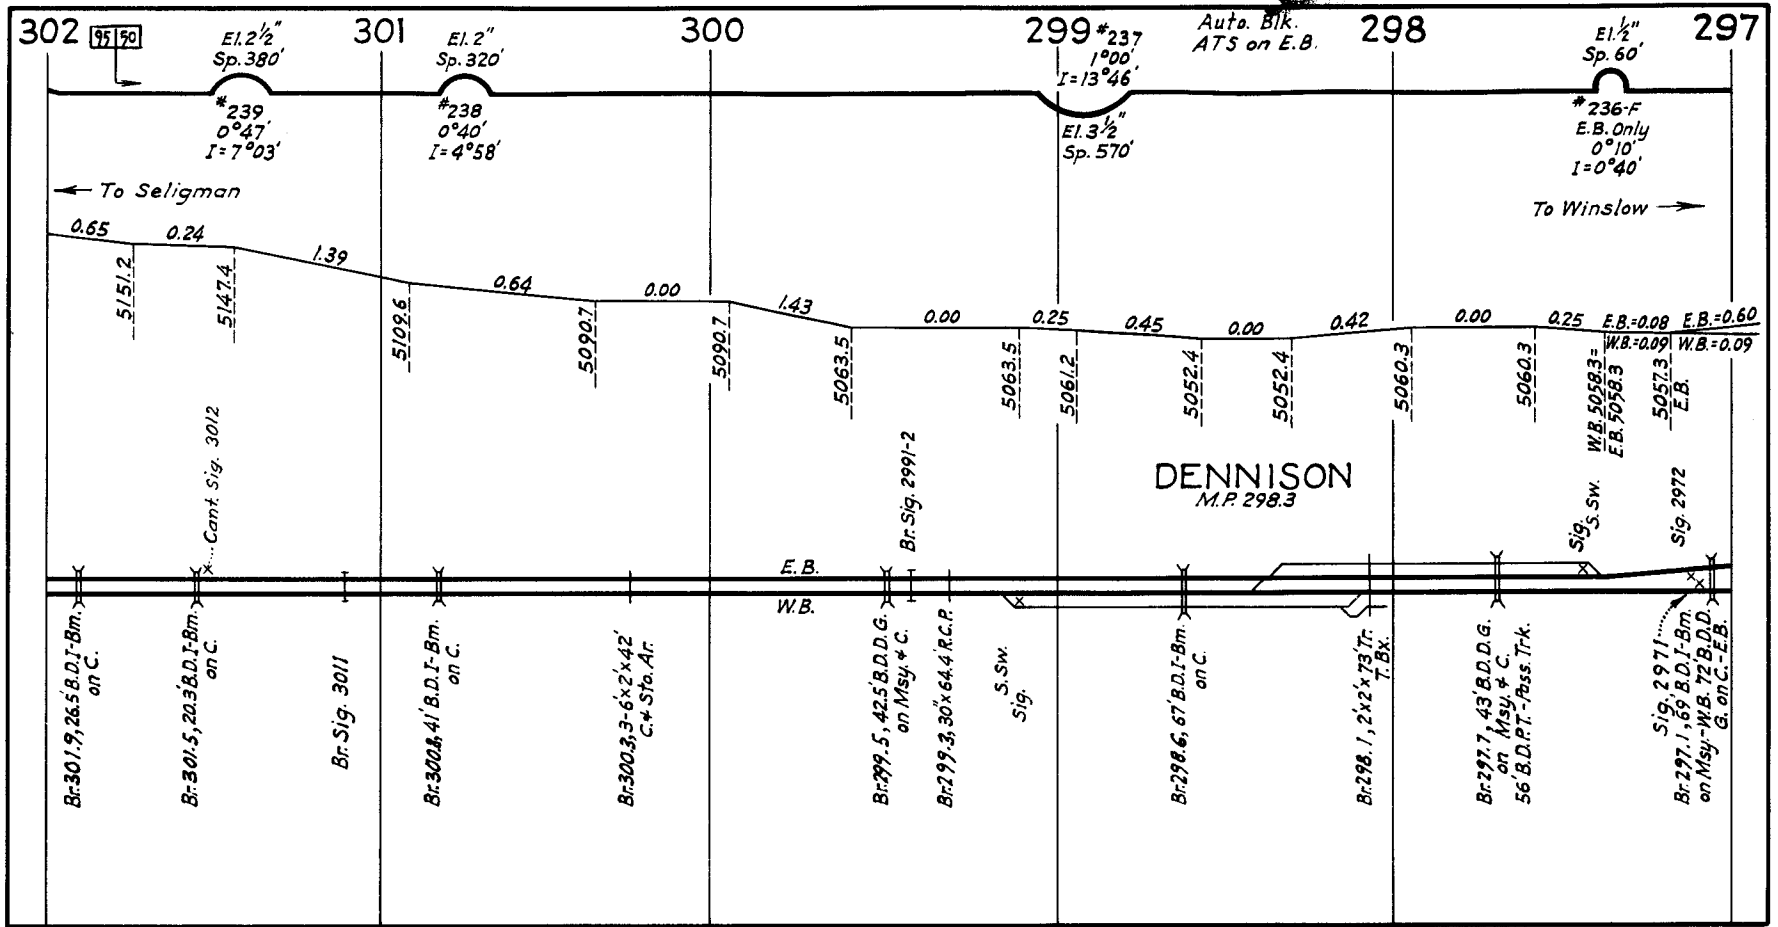 302
95 50
El. 2½"
Sp. 380'
301
El. 2"
Sp. 320'
300
299
#237
1°00'
I=13°46'
Auto. Blk.
ATS on E.B.
298
El. ½"
Sp. 60'
297
#239
0°47'
I=7°03'
#238
0°40'
I=4°58'
El. 3½"
Sp. 570'
#236-F
E.B. Only
0°10'
I=0°40'
To Seligman
To Winslow
0.65
0.24
1.39
0.64
0.00
1.43
0.00
0.25
0.45
0.00
0.42
0.00
0.25
E.B.=0.08
E.B.=0.60
W.B.=0.09
W.B.=0.09
5151.2
5147.4
5109.6
5090.7
5090.7
5063.5
5063.5
5061.2
5052.4
5052.4
5060.3
5060.3
W.B. 5058.3=
E.B. 5058.3
5057.3
E.B.
DENNISON
M.P. 298.3
Cant. Sig. 3012
Br. Sig. 2991-2
Sig.
S. Sw.
Sig. 2972
E.B.
W.B.
Br. 301.9, 26.5' B.D. I-Bm.
on C.
Br. 301.5, 20.3' B.D. I-Bm.
on C.
Br. Sig. 3011
Br. 300.8, 41' B.D. I-Bm.
on C.
Br. 300.3, 3-6'x2'x42'
C. & Sto. Ar.
Br. 299.5, 42.5' B.D.D.G.
on Msy. & C.
Br. 299.3, 30"x64.4' R.C.P.
S. Sw.
Sig.
Br. 298.6, 67' B.D. I-Bm.
on C.
Br. 298.1, 2'x2'x73' Tr.
T. Bx.
Br. 297.7, 43' B.D.D.G.
on Msy. & C.
56' B.D.P.T.-Pass. Trk.
Sig. 2971
Br. 297.1, 69' B.D. I-Bm.
on Msy.-W.B. 72' B.D.D.
G. on C.-E.B.